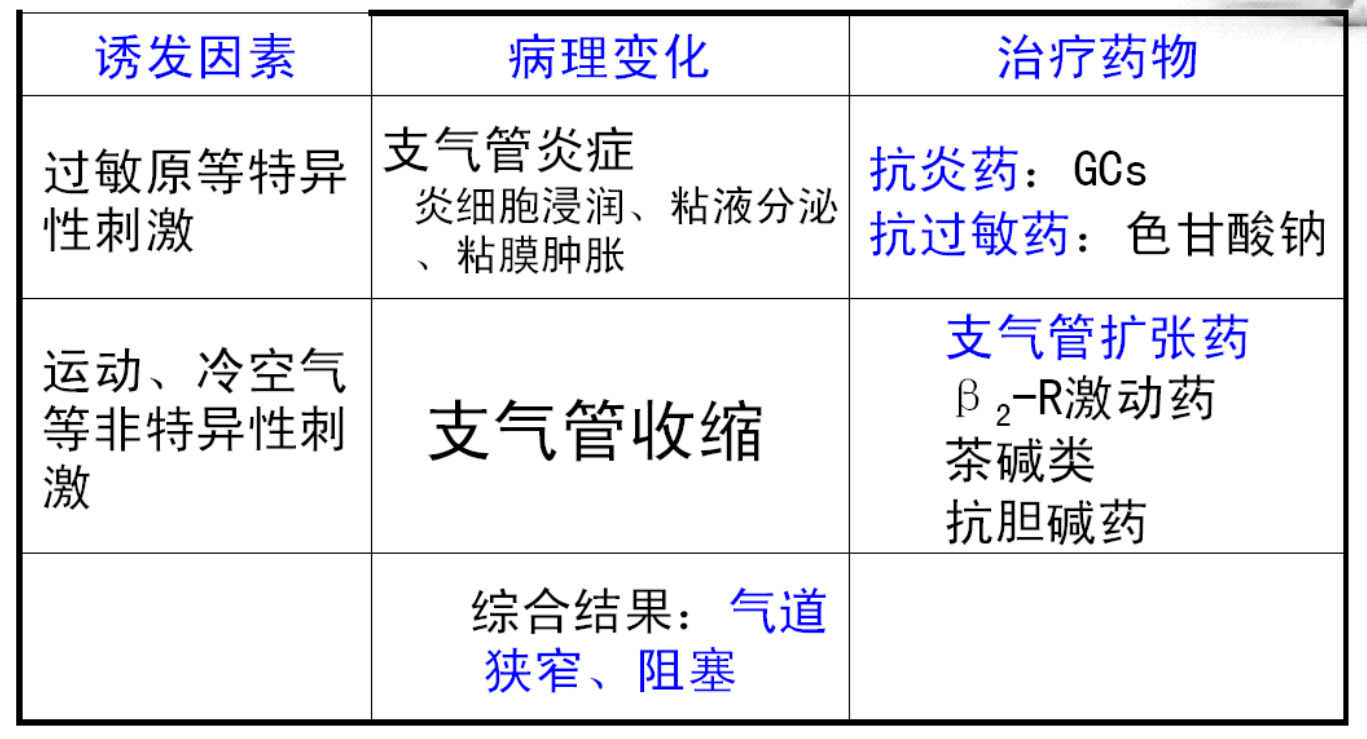 诱发因素
病理变化
治疗药物
过敏原等特异
性刺激
支气管炎症
炎细胞浸润、粘液分泌
、粘膜肿胀
抗炎药：GCs
抗过敏药：色甘酸钠
运动、冷空气
等非特异性刺
激
支气管收缩
支气管扩张药
β2-R激动药
茶碱类
抗胆碱药
综合结果：气道
狭窄、阻塞